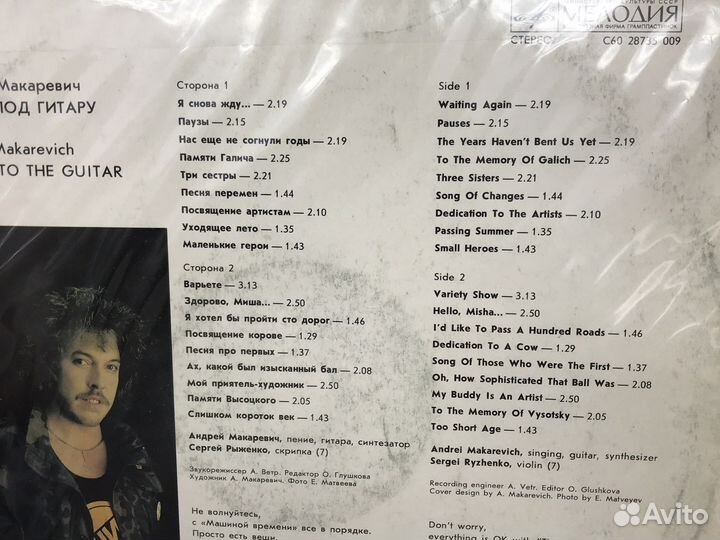 КУЛЬТУРЫ СССР
МЕЛОДИЯ
ФИРМА ГРАМПЛАСТИНОК
СТЕРЕО С60 28735 009
Макаревич
ПОД ГИТАРУ
Makarevich
TO THE GUITAR
Сторона 1
Я снова жду... — 2.19
Паузы — 2.15
Нас еще не согнули годы — 2.19
Памяти Галича — 2.25
Три сестры — 2.21
Песня перемен — 1.44
Посвящение артистам — 2.10
Уходящее лето — 1.35
Маленькие герои — 1.43
Сторона 2
Варьете — 3.13
Здорово, Миша... — 2.50
Я хотел бы пройти сто дорог — 1.46
Посвящение корове — 1.29
Песня про первых — 1.37
Ах, какой был изысканный бал — 2.08
Мой приятель-художник — 2.50
Памяти Высоцкого — 2.05
Слишком короток век — 1.43
Андрей Макаревич, пение, гитара, синтезатор
Сергей Рыженко, скрипка (7)
Звукорежиссер А. Ветр. Редактор О. Глушкова
Художник А. Макаревич. Фото Е. Матвеева
Не волнуйтесь,
с «Машиной времени» все в порядке.
Просто есть вещи,
Side 1
Waiting Again — 2.19
Pauses — 2.15
The Years Haven't Bent Us Yet — 2.19
To The Memory Of Galich — 2.25
Three Sisters — 2.21
Song Of Changes — 1.44
Dedication To The Artists — 2.10
Passing Summer — 1.35
Small Heroes — 1.43
Side 2
Variety Show — 3.13
Hello, Misha... — 2.50
I'd Like To Pass A Hundred Roads — 1.46
Dedication To A Cow — 1.29
Song Of Those Who Were The First — 1.37
Oh, How Sophisticated That Ball Was — 2.08
My Buddy Is An Artist — 2.50
To The Memory Of Vysotsky — 2.05
Too Short Age — 1.43
Andrei Makarevich, singing, guitar, synthesizer
Sergei Ryzhenko, violin (7)
Recording engineer A. Vetr. Editor O. Glushkova
Cover design by A. Makarevich. Photo by E. Matveyev
Don't worry,
everything is OK with
Avito